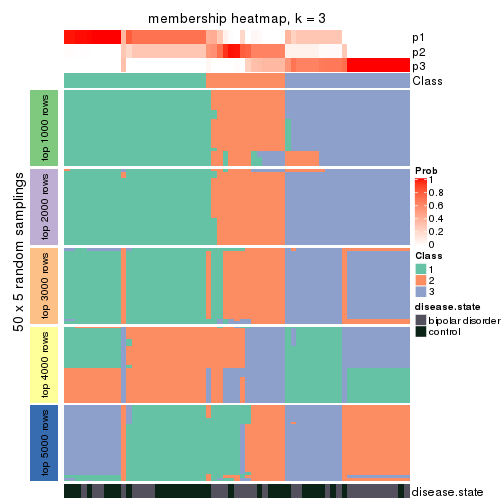 membership heatmap, k = 3
p1
p2
p3
Class
50 x 5 random samplings
top 1000 rows
top 2000 rows
top 3000 rows
top 4000 rows
top 5000 rows
Prob
1
0.8
0.6
0.4
0.2
0
Class
1
2
3
disease.state
bipolar disorder
control
disease.state